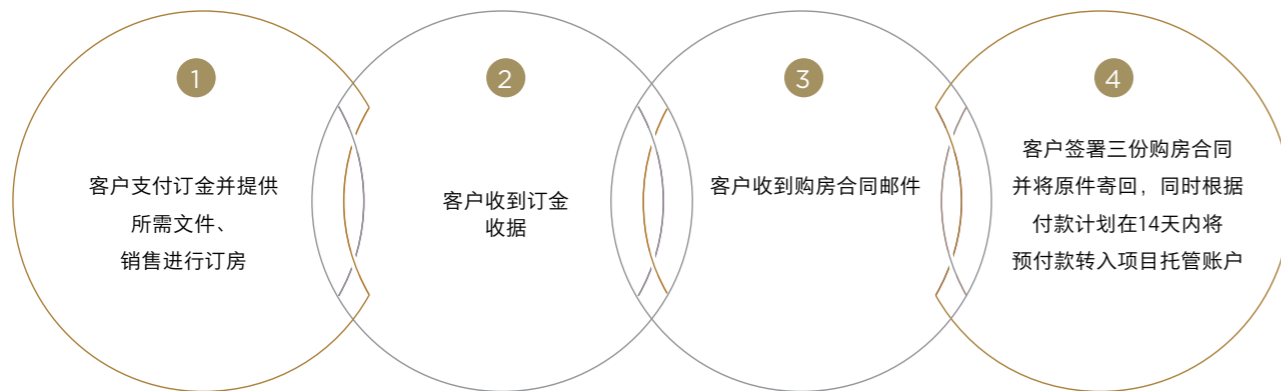 1
客户支付订金并提供
所需文件、
销售进行订房
2
客户收到订金
收据
3
客户收到购房合同邮件
4
客户签署三份购房合同
并将原件寄回，同时根据
付款计划在14天内将
预付款转入项目托管账户